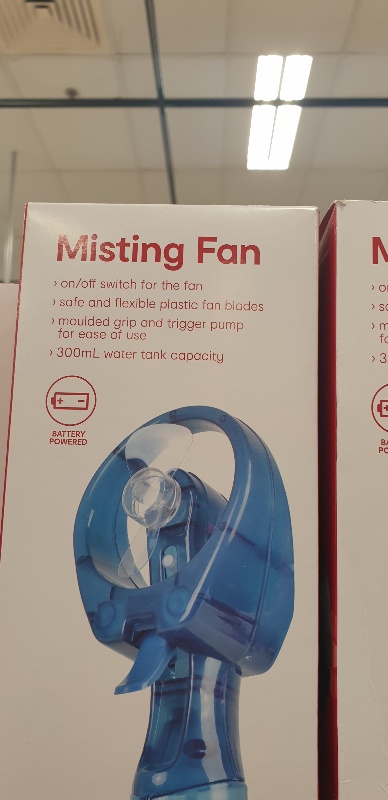 Misting Fan
› on/off switch for the fan
› safe and flexible plastic fan blades
› moulded grip and trigger pump
for ease of use
› 300mL water tank capacity
+ -
BATTERY
POWERED